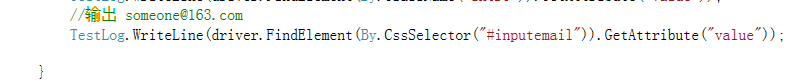 //输出 someone@163.com
TestLog.WriteLine(driver.FindElement(By.CssSelector("#inputemail")).GetAttribute("value"));
}